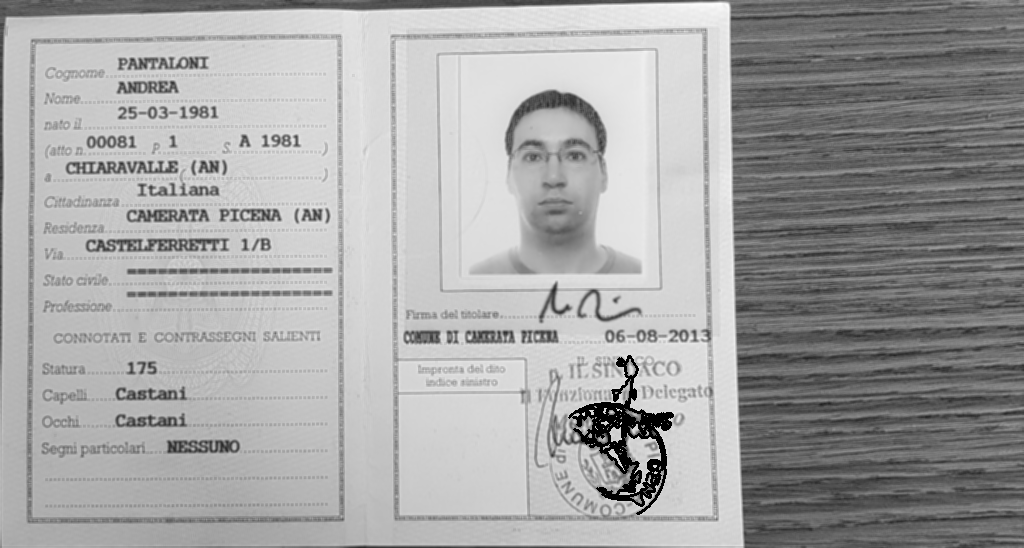 Cognome PANTALONI
Nome ANDREA
nato il 25-03-1981
(atto n. 00081 P. 1 S. A 1981 )
a CHIARAVALLE (AN) )
Cittadinanza Italiana
Residenza CAMERATA PICENA (AN)
Via CASTELFERRETTI 1/B
Stato civile
Professione
CONNOTATI E CONTRASSEGNI SALIENTI
Statura 175
Capelli Castani
Occhi Castani
Segni particolari NESSUNO
Firma del titolare
COMUNE DI CAMERATA PICENA 06-08-2013
Impronta del dito
indice sinistro
IL SINDACO
p. IL SINDACO
Il Funzionario Delegato
COMUNE DI